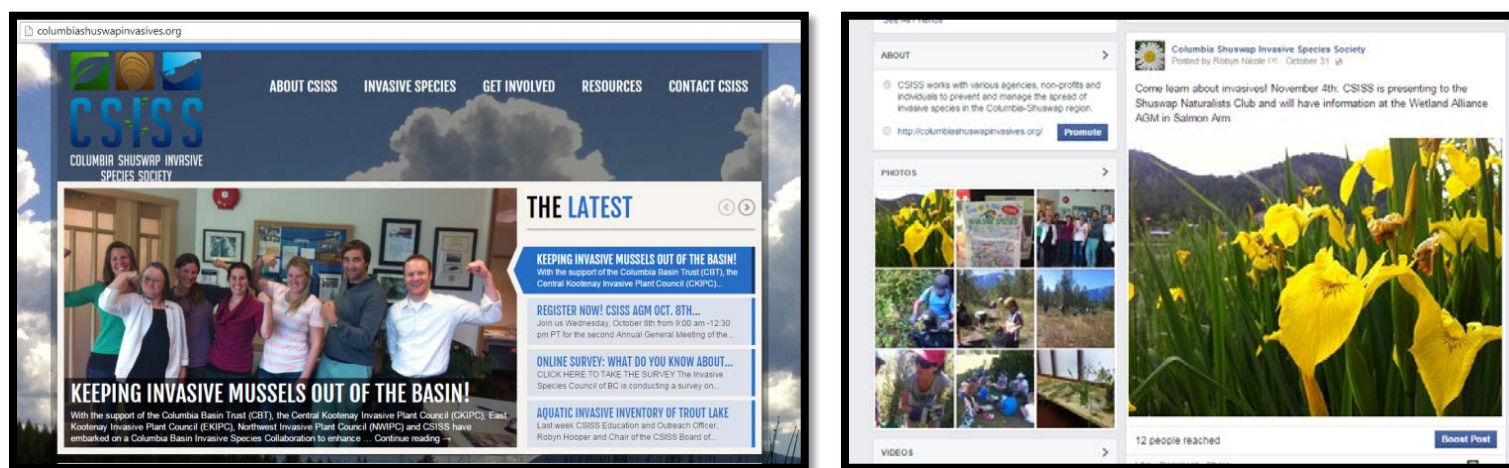 columbiashuswapinvasives.org
CSISS
COLUMBIA SHUSWAP INVASIVE
SPECIES SOCIETY
ABOUT CSISS
INVASIVE SPECIES
GET INVOLVED
RESOURCES
CONTACT CSISS
KEEPING INVASIVE MUSSELS OUT OF THE BASIN!
With the support of the Columbia Basin Trust (CBT), the Central Kootenay Invasive Plant Council (CKIPC), East
Kootenay Invasive Plant Council (EKIPC), Northwest Invasive Plant Council (NWIPC) and CSISS have
embarked on a Columbia Basin Invasive Species Collaboration to enhance … Continue reading →
THE LATEST
KEEPING INVASIVE MUSSELS OUT OF THE BASIN!
With the support of the Columbia Basin Trust (CBT), the
Central Kootenay Invasive Plant Council (CKIPC)...
REGISTER NOW! CSISS AGM OCT. 8TH...
Join us Wednesday, October 8th from 9:00 am -12:30
pm PT for the second Annual General Meeting of the...
ONLINE SURVEY: WHAT DO YOU KNOW ABOUT...
CLICK HERE TO TAKE THE SURVEY The Invasive
Species Council of BC is conducting a survey on...
AQUATIC INVASIVE INVENTORY OF TROUT LAKE
Last week CSISS Education and Outreach Officer,
Robyn Hooper and Chair of the CSISS Board of...
See All Friends
ABOUT
CSISS works with various agencies, non-profits and
individuals to prevent and manage the spread of
invasive species in the Columbia-Shuswap region.
http://columbiashuswapinvasives.org/
Promote
PHOTOS
VIDEOS
Columbia Shuswap Invasive Species Society
Posted by Robyn Nicole · October 31
Come learn about invasives! November 4th: CSISS is presenting to the
Shuswap Naturalists Club and will have information at the Wetland Alliance
AGM in Salmon Arm.
12 people reached
Boost Post